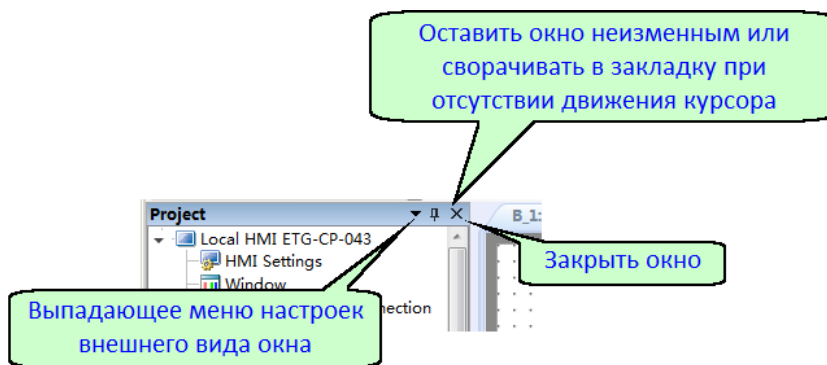 Оставить окно неизменным или
сворачивать в закладку при
отсутствии движения курсора
Project
B_1:
Local HMI ETG-CP-043
HMI Settings
Закрыть окно
Window
Выпадающее меню настроек
внешнего вида окна